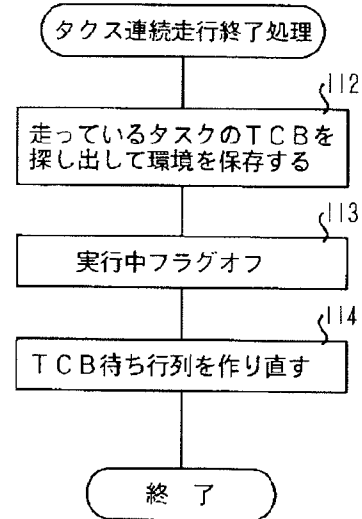 タクス連続走行終了処理
112
走っているタスクのTCBを
探し出して環境を保存する
113
実行中フラグオフ
114
TCB待ち行列を作り直す
終 了